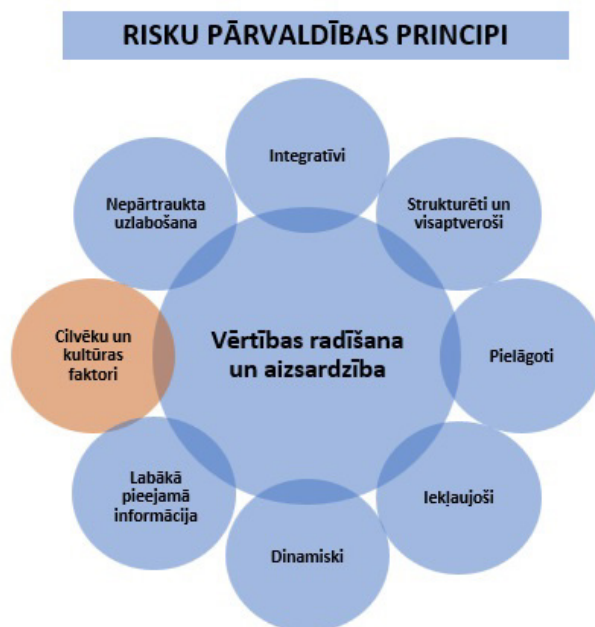 RISKU PĀRVALDĪBAS PRINCIPI
Integratīvi
Strukturēti un
visaptveroši
Pielāgoti
Iekļaujoši
Dinamiski
Labākā
pieejamā
informācija
Cilvēku un
kultūras
faktori
Nepārtraukta
uzlabošana
Vērtības radīšana
un aizsardzība